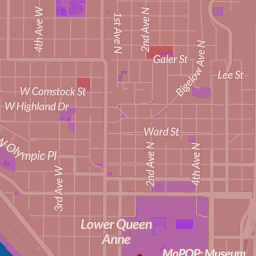 4th Ave W
1st Ave N
2nd Ave N
Galer St
Bigelow Ave N
Lee St
W Comstock St
W Highland Dr
Ward St
W Olympic Pl
3rd Ave W
2nd Ave N
4th Ave N
Lower Queen
Anne
MoPOP: Museum